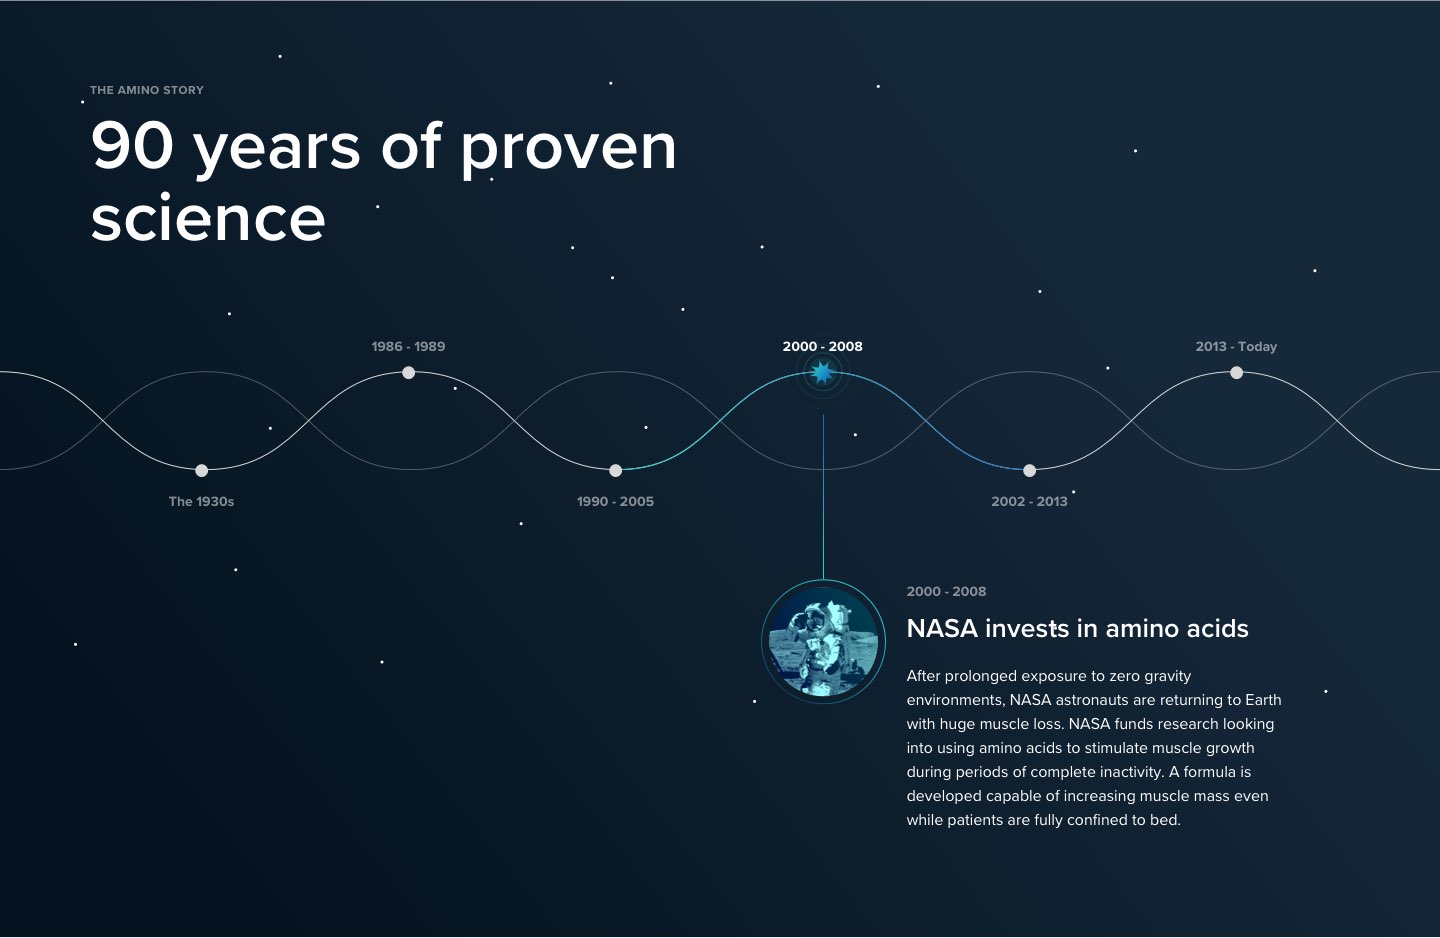 THE AMINO STORY
90 years of proven
science
1986 - 1989
2000 - 2008
2013 - Today
The 1930s
1990 - 2005
2002 - 2013
2000 - 2008
NASA invests in amino acids
After prolonged exposure to zero gravity
environments, NASA astronauts are returning to Earth
with huge muscle loss. NASA funds research looking
into using amino acids to stimulate muscle growth
during periods of complete inactivity. A formula is
developed capable of increasing muscle mass even
while patients are fully confined to bed.